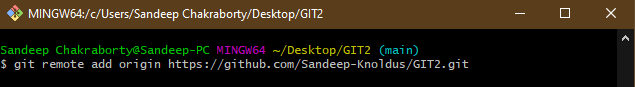 MINGW64:/c/Users/Sandeep Chakraborty/Desktop/GIT2
Sandeep Chakraborty@Sandeep-PC MINGW64 ~/Desktop/GIT2 (main)
$ git remote add origin https://github.com/Sandeep-Knoldus/GIT2.git